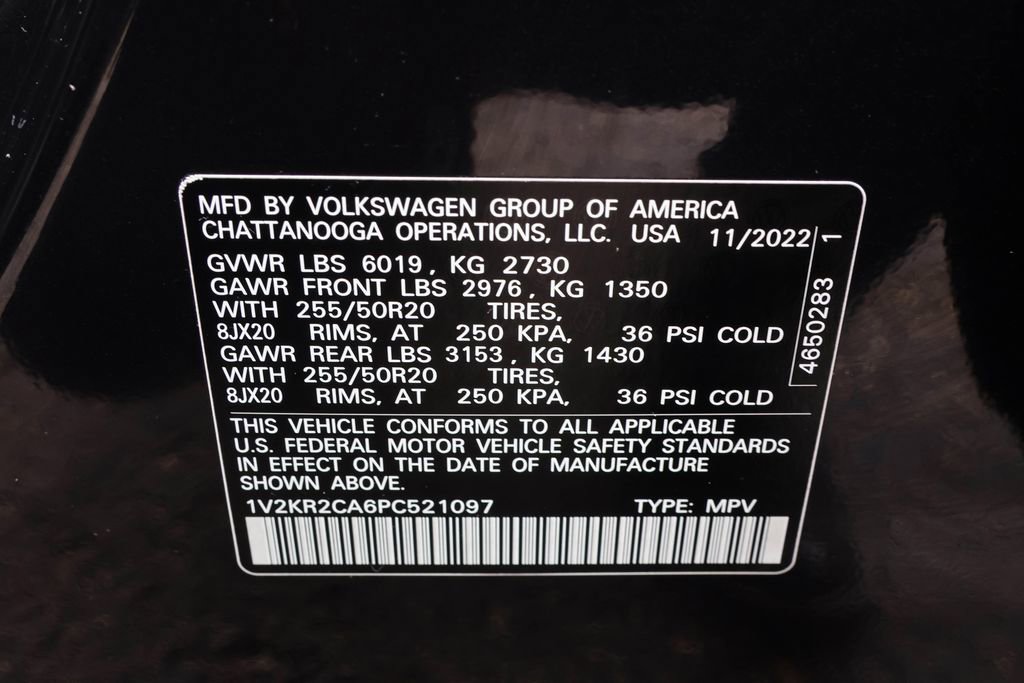 MFD BY VOLKSWAGEN GROUP OF AMERICA
CHATTANOOGA OPERATIONS, LLC. USA 11/2022
GVWR LBS 6019, KG 2730
GAWR FRONT LBS 2976, KG 1350
WITH 255/50R20 TIRES,
8JX20 RIMS, AT 250 KPA, 36 PSI COLD
GAWR REAR LBS 3153, KG 1430
WITH 255/50R20 TIRES,
8JX20 RIMS, AT 250 KPA, 36 PSI COLD
4650283 1
THIS VEHICLE CONFORMS TO ALL APPLICABLE
U.S. FEDERAL MOTOR VEHICLE SAFETY STANDARDS
IN EFFECT ON THE DATE OF MANUFACTURE
SHOWN ABOVE.
1V2KR2CA6PC521097 TYPE: MPV